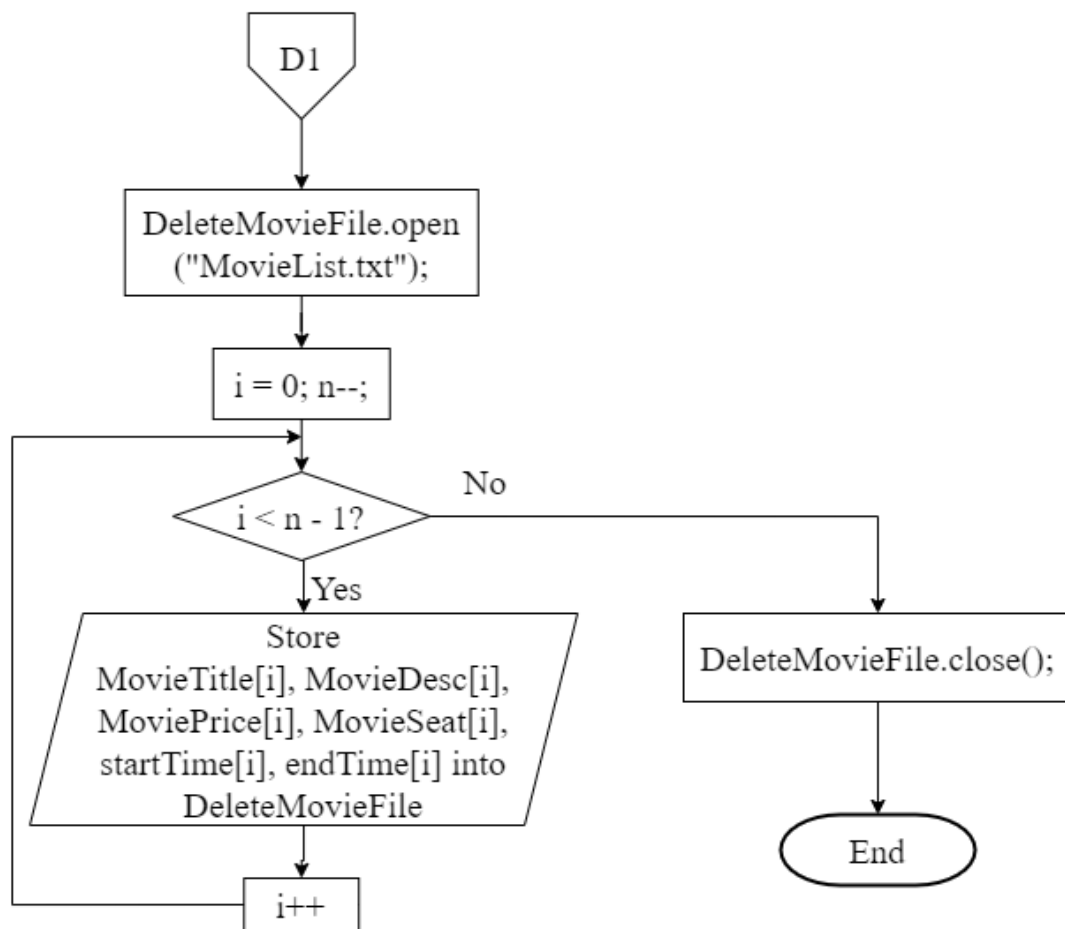 D1
DeleteMovieFile.open
("MovieList.txt");
i = 0; n--;
i < n - 1?
No
Yes
Store
MovieTitle[i], MovieDesc[i],
MoviePrice[i], MovieSeat[i],
startTime[i], endTime[i] into
DeleteMovieFile
i++
DeleteMovieFile.close();
End